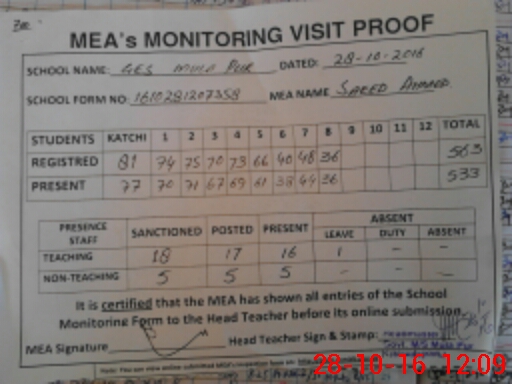 MEA's MONITORING VISIT PROOF
SCHOOL NAME: GES MULA PUR DATED: 28-10-2016
SCHOOL FORM NO. 1610281207358 MEA NAME SAEED AHMAD
STUDENTS KATCHI 1 2 3 4 5 6 7 8 9 10 11 12 TOTAL
REGISTRED 81 74 75 70 73 66 40 48 36 563
PRESENT 77 70 71 67 69 61 38 44 36 533
PRESENCE STAFF SANCTIONED POSTED PRESENT ABSENT
LEAVE DUTY ABSENT
TEACHING 18 17 16 1 - -
NON-TEACHING 5 5 5 - - -
It is certified that the MEA has shown all entries of the School
Monitorine Form to the Head Teacher before its online submission.
MEA Signature Head Teacher Sign & Stamp:
28-10-16 12:09